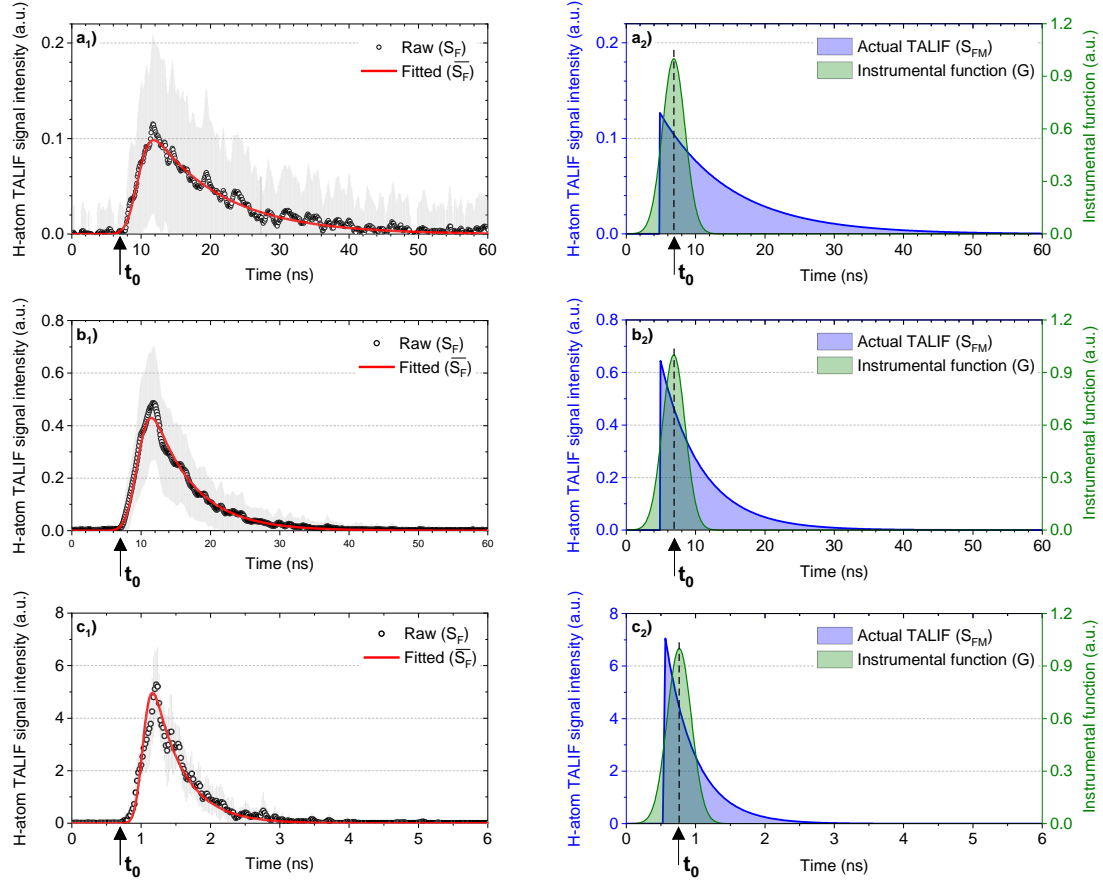 a1)
H-atom TALIF signal intensity (a.u.)
0.2
0.1
0.0
Raw (SF)
Fitted (S̅F̅)
0 10 20 30 40 50 60
t0
Time (ns)
a2)
H-atom TALIF signal intensity (a.u.)
0.2
0.1
0.0
Actual TALIF (SFM)
Instrumental function (G)
1.2
0.9
0.6
0.3
0.0
Instrumental function (a.u.)
0 10 20 30 40 50 60
t0
Time (ns)
b1)
H-atom TALIF signal intensity (a.u.)
0.8
0.6
0.4
0.2
0.0
Raw (SF)
Fitted (S̅F̅)
0 10 20 30 40 50 60
t0
Time (ns)
b2)
H-atom TALIF signal intensity (a.u.)
0.8
0.6
0.4
0.2
0.0
Actual TALIF (SFM)
Instrumental function (G)
1.2
0.9
0.6
0.3
0.0
Instrumental function (a.u.)
0 10 20 30 40 50 60
t0
Time (ns)
c1)
H-atom TALIF signal intensity (a.u.)
8
6
4
2
0
Raw (SF)
Fitted (S̅F̅)
0 1 2 3 4 5 6
t0
Time (ns)
c2)
H-atom TALIF signal intensity (a.u.)
8
6
4
2
0
Actual TALIF (SFM)
Instrumental function (G)
1.2
0.9
0.6
0.3
0.0
Instrumental function (a.u.)
0 1 2 3 4 5 6
t0
Time (ns)